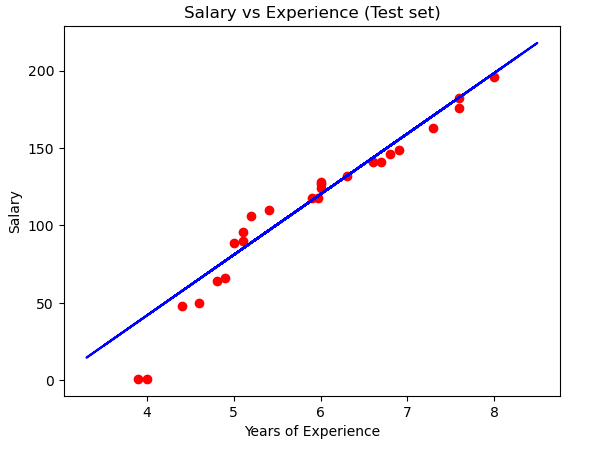 Salary vs Experience (Test set)
200
150
100
50
0
Salary
4 5 6 7 8
Years of Experience